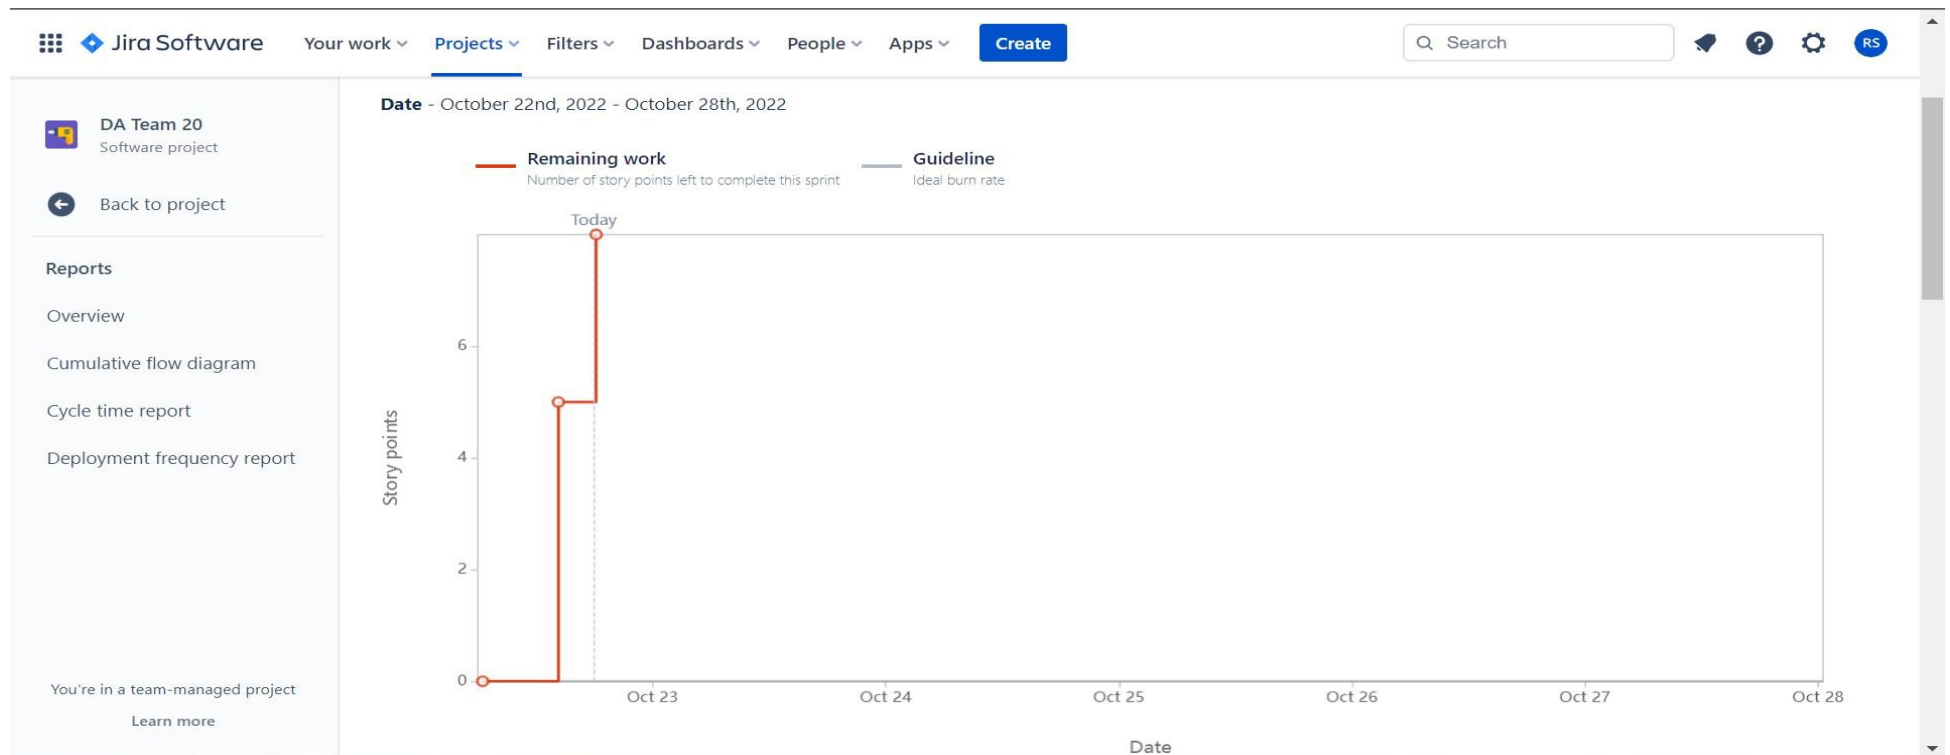 Jira Software Your work Projects Filters Dashboards People Apps Create Search RS
DA Team 20
Software project
Back to project
Reports
Overview
Cumulative flow diagram
Cycle time report
Deployment frequency report
You're in a team-managed project
Learn more
Date - October 22nd, 2022 - October 28th, 2022
Remaining work
Number of story points left to complete this sprint
Guideline
Ideal burn rate
Today
6
4
2
0
Story points
Oct 23 Oct 24 Oct 25 Oct 26 Oct 27 Oct 28
Date